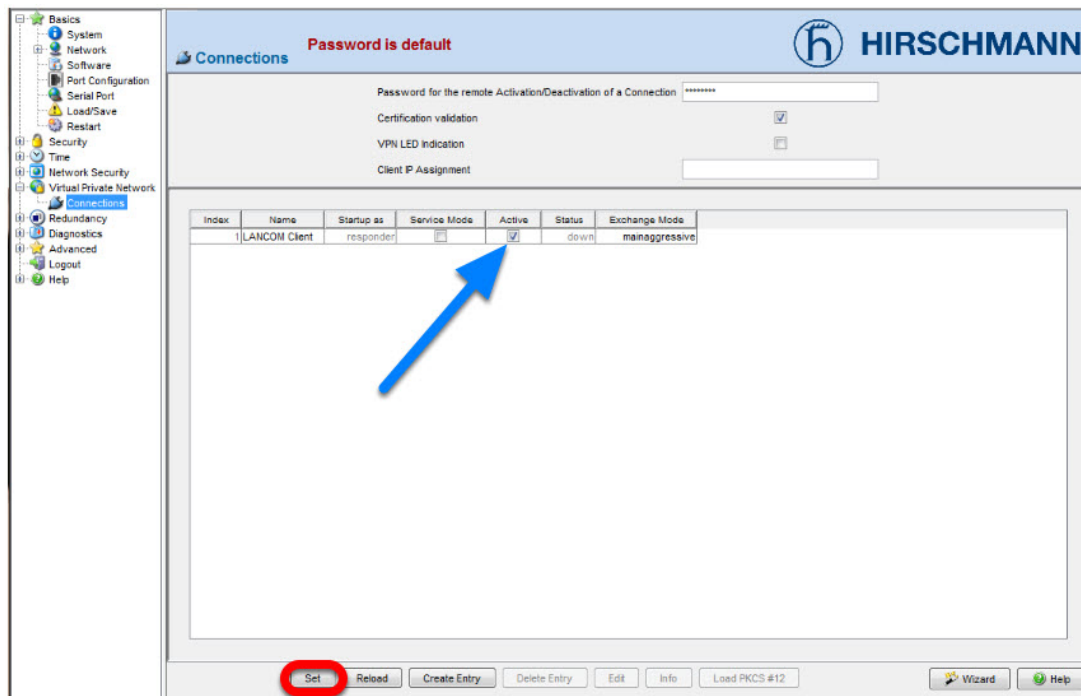 Basics
System
Network
Software
Port Configuration
Serial Port
Load/Save
Restart
Security
Time
Network Security
Virtual Private Network
Connections
Redundancy
Diagnostics
Advanced
Logout
Help
Connections
Password is default
HIRSCHMANN
Password for the remote Activation/Deactivation of a Connection ********
Certification validation
VPN LED Indication
Client IP Assignment
Index Name Startup as Service Mode Active Status Exchange Mode
1 LANCOM Client responder down mainaggressive
Set Reload Create Entry Delete Entry Edit Info Load PKCS #12 Wizard Help